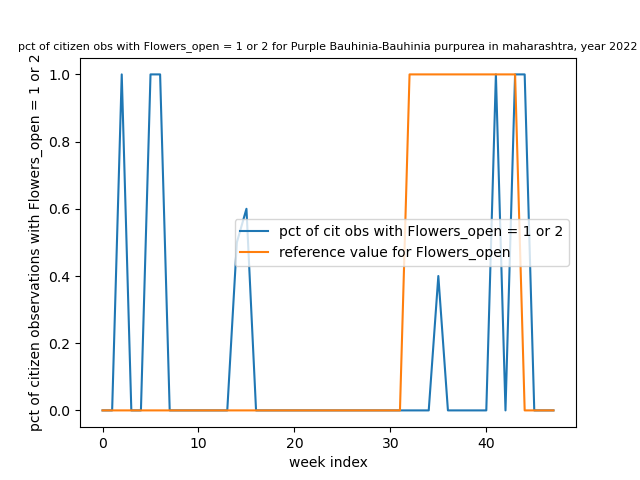 pct of citizen obs with Flowers_open = 1 or 2 for Purple Bauhinia-Bauhinia purpurea in maharashtra, year 2022
pct of citizen observations with Flowers_open = 1 or 2
1.0
0.8
0.6
0.4
0.2
0.0
pct of cit obs with Flowers_open = 1 or 2
reference value for Flowers_open
0 10 20 30 40
week index